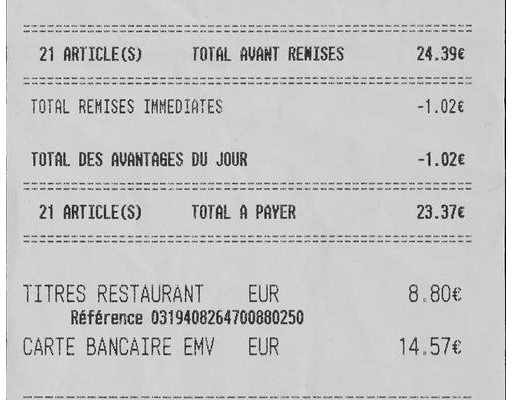 21 ARTICLE(S) TOTAL AVANT REMISES 24.39€
TOTAL REMISES IMMEDIATES -1.02€
TOTAL DES AVANTAGES DU JOUR -1.02€
21 ARTICLE(S) TOTAL A PAYER 23.37€
TITRES RESTAURANT EUR 8.80€
Référence 0319408264700880250
CARTE BANCAIRE EMV EUR 14.57€